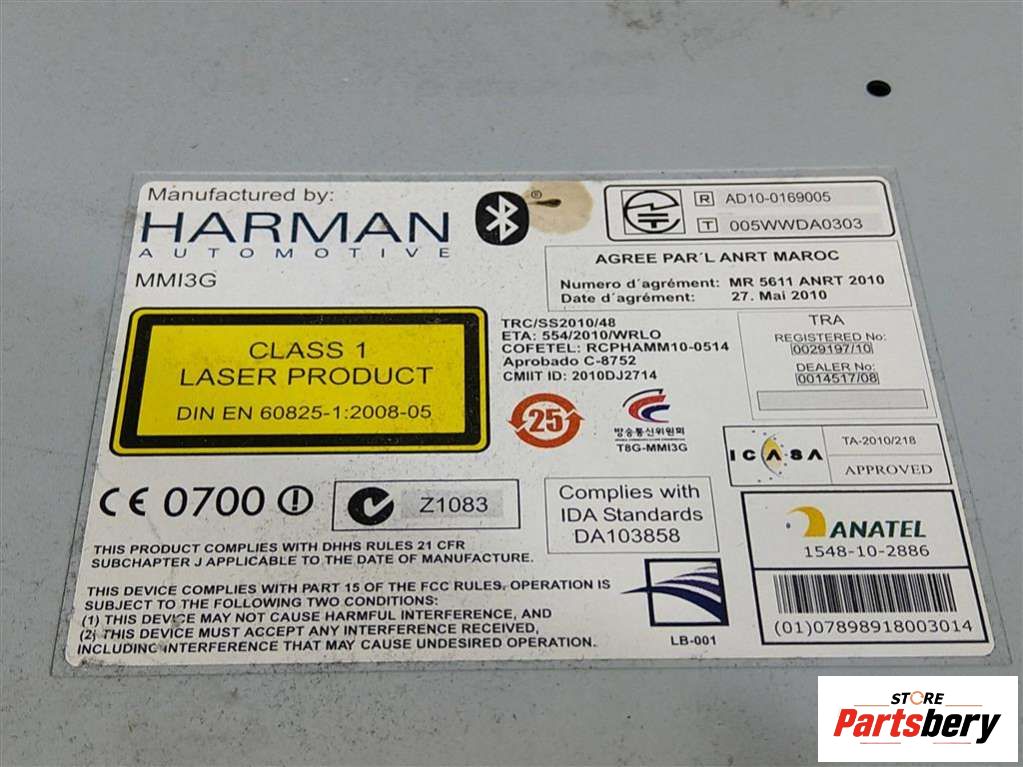 Manufactured by:
HARMAN
AUTOMOTIVE
MMI3G
®
R AD10-0169005
T 005WWDA0303
AGREE PAR´L ANRT MAROC
Numero d´agrément: MR 5611 ANRT 2010
Date d´agrément: 27. Mai 2010
CLASS 1
LASER PRODUCT
DIN EN 60825-1:2008-05
TRC/SS2010/48
ETA: 554/2010/WRLO
COFETEL: RCPHAMM10-0514
Aprobado C-8752
CMIIT ID: 2010DJ2714
TRA
REGISTERED No:
0029197/10
DEALER No:
0014517/08
25
방송통신위원회
T8G-MMI3G
ICASA
TA-2010/218
APPROVED
CE 0700
Z1083
Complies with
IDA Standards
DA103858
ANATEL
1548-10-2886
(01)07898918003014
THIS PRODUCT COMPLIES WITH DHHS RULES 21 CFR
SUBCHAPTER J APPLICABLE TO THE DATE OF MANUFACTURE.
THIS DEVICE COMPLIES WITH PART 15 OF THE FCC RULES. OPERATION IS
SUBJECT TO THE FOLLOWING TWO CONDITIONS:
(1) THIS DEVICE MAY NOT CAUSE HARMFUL INTERFERENCE, AND
(2) THIS DEVICE MUST ACCEPT ANY INTERFERENCE RECEIVED,
INCLUDING INTERFERENCE THAT MAY CAUSE UNDESIRED OPERATION.
LB-001
STORE
Partsbery